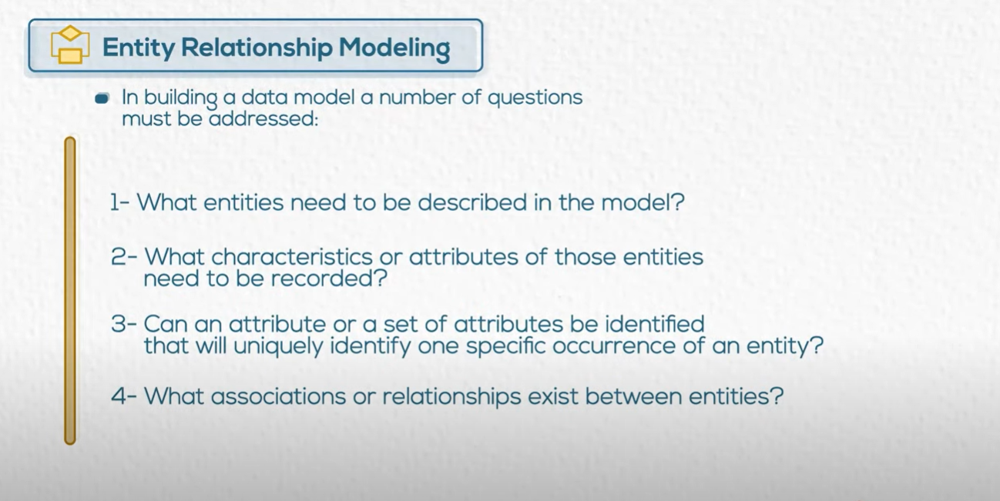 Entity Relationship Modeling
In building a data model a number of questions
must be addressed:
1- What entities need to be described in the model?
2- What characteristics or attributes of those entities
need to be recorded?
3- Can an attribute or a set of attributes be identified
that will uniquely identify one specific occurrence of an entity?
4- What associations or relationships exist between entities?